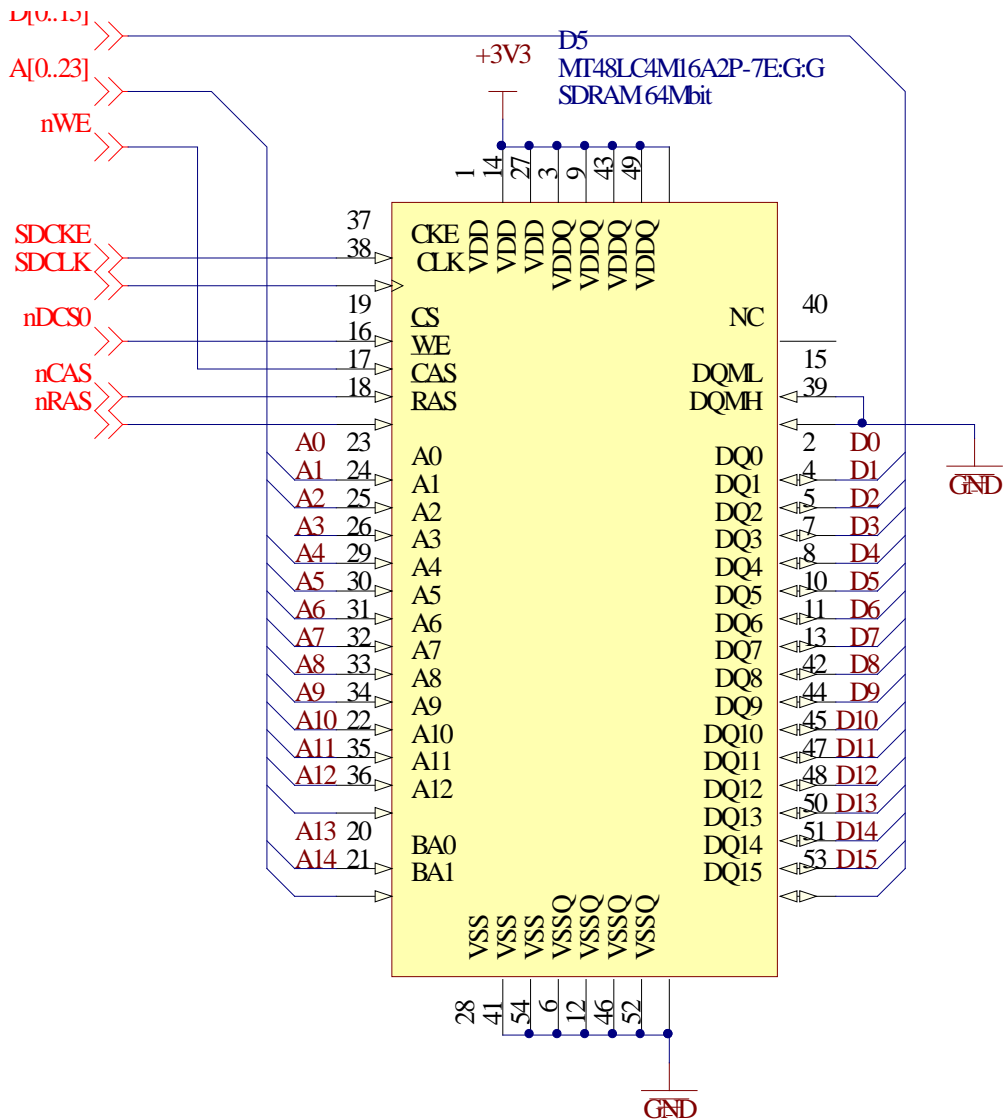 D[0..15]
A[0..23]
nWE
+3V3
D5
MT48LC4M16A2P-7E:G:G
SDRAM 64Mbit
1 14 27 3 9 43 49
VDD VDD VDD VDDQ VDDQ VDDQ VDDQ
SDCKE 37 CKE
SDCLK 38 CLK
nDCS0 19 CS NC 40
16 WE
nCAS 17 CAS DQML 15
nRAS 18 RAS DQMH 39
GND
A0 23 A0 DQ0 2 D0
A1 24 A1 DQ1 4 D1
A2 25 A2 DQ2 5 D2
A3 26 A3 DQ3 7 D3
A4 29 A4 DQ4 8 D4
A5 30 A5 DQ5 10 D5
A6 31 A6 DQ6 11 D6
A7 32 A7 DQ7 13 D7
A8 33 A8 DQ8 42 D8
A9 34 A9 DQ9 44 D9
A10 22 A10 DQ10 45 D10
A11 35 A11 DQ11 47 D11
A12 36 A12 DQ12 48 D12
DQ13 50 D13
A13 20 BA0 DQ14 51 D14
A14 21 BA1 DQ15 53 D15
VSS VSS VSS VSSQ VSSQ VSSQ VSSQ
28 41 54 6 12 46 52
GND